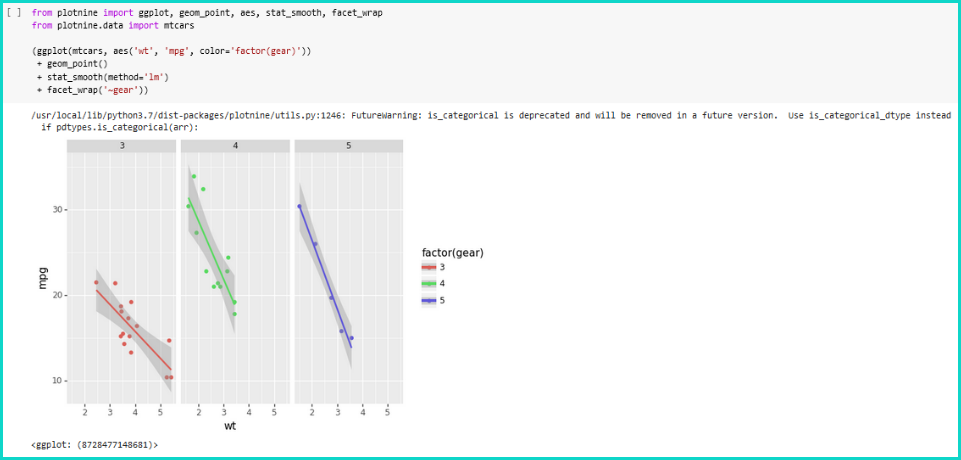 [ ] from plotnine import ggplot, geom_point, aes, stat_smooth, facet_wrap
from plotnine.data import mtcars
(ggplot(mtcars, aes('wt', 'mpg', color='factor(gear)'))
+ geom_point()
+ stat_smooth(method='lm')
+ facet_wrap('~gear'))
/usr/local/lib/python3.7/dist-packages/plotnine/utils.py:1246: FutureWarning: is_categorical is deprecated and will be removed in a future version.  Use is_categorical_dtype instead
if pdtypes.is_categorical(arr):
3 4 5
30
20
10
mpg
2 3 4 5 2 3 4 5 2 3 4 5
wt
factor(gear)
3
4
5
<ggplot: (8728477148681)>